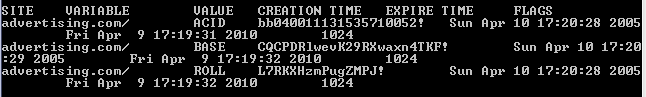 SITE VARIABLE VALUE CREATION TIME EXPIRE TIME FLAGS
advertising.com/ ACID bb0400111315357 10052! Sun Apr 10 17:20:28 2005
Fri Apr 9 17:19:31 2010 1024
advertising.com/ BASE CQCPDRlwevK29RXwaxn4TKF! Sun Apr 10 17:20
:29 2005 Fri Apr 9 17:19:32 2010 1024
advertising.com/ ROLL L7RKXHzmPugZMPJ! Sun Apr 10 17:20:28 2005
Fri Apr 9 17:19:32 2010 1024